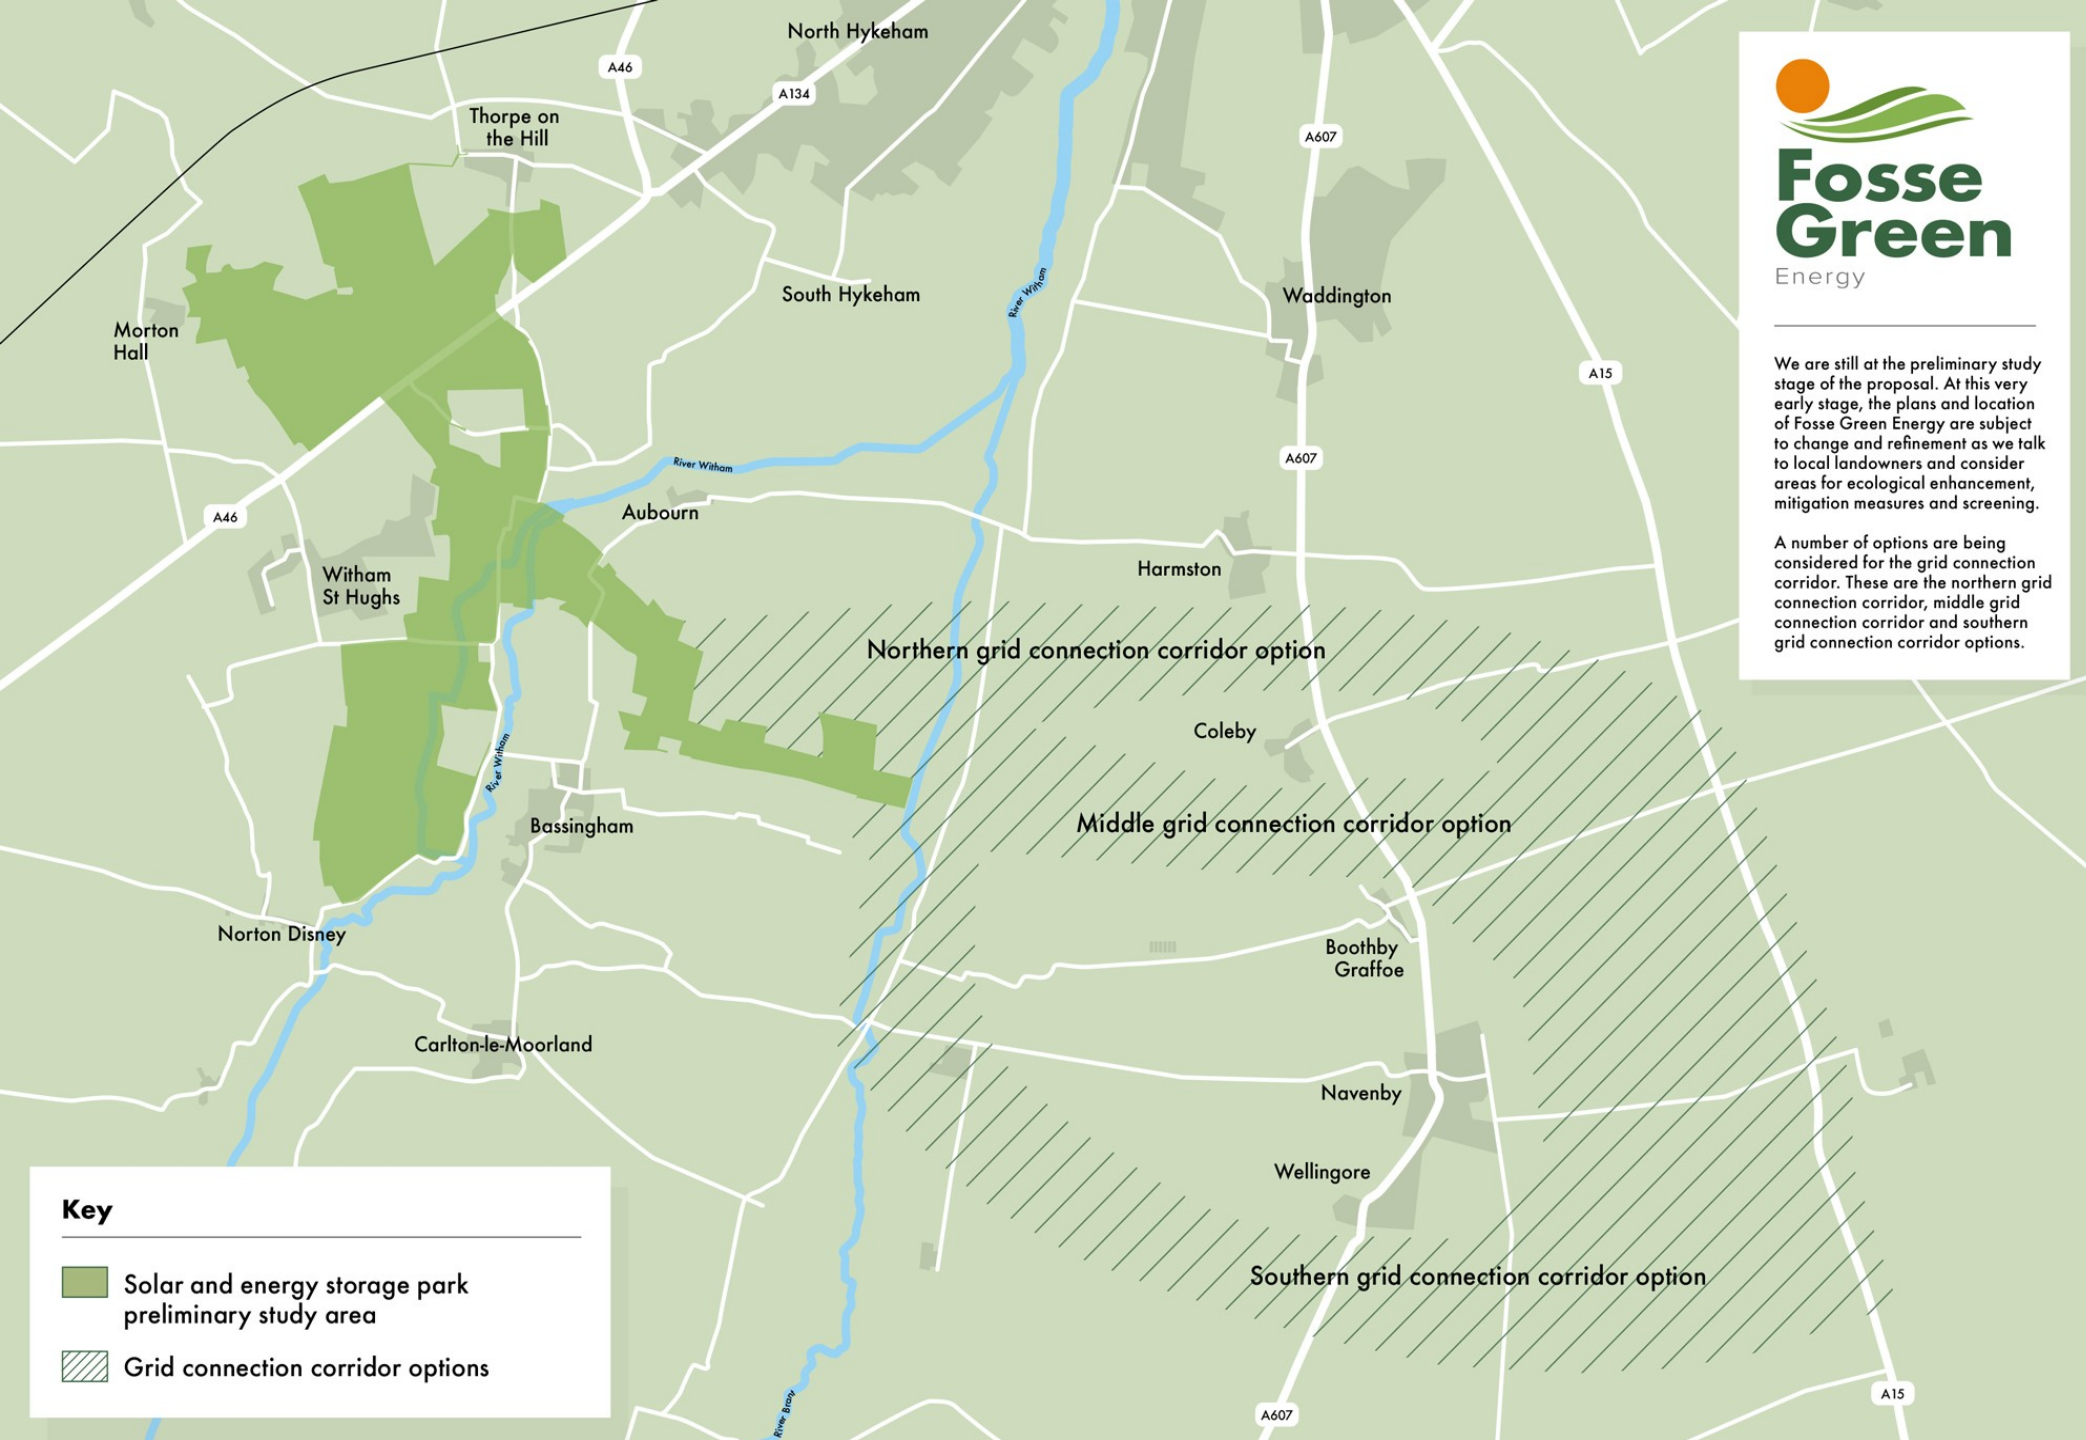 North Hykeham
A46
A134
Thorpe on
the Hill
A607
South Hykeham
River Witham
Waddington
Morton
Hall
A15
A607
River Witham
Aubourn
A46
Witham
St Hughs
Harmston
Northern grid connection corridor option
Coleby
River Witham
Bassingham
Middle grid connection corridor option
Norton Disney
Boothby
Graffoe
Carlton-le-Moorland
Navenby
Wellingore
Southern grid connection corridor option
A15
A607
Fosse
Green
Energy
We are still at the preliminary study
stage of the proposal. At this very
early stage, the plans and location
of Fosse Green Energy are subject
to change and refinement as we talk
to local landowners and consider
areas for ecological enhancement,
mitigation measures and screening.
A number of options are being
considered for the grid connection
corridor. These are the northern grid
connection corridor, middle grid
connection corridor and southern
grid connection corridor options.
Key
Solar and energy storage park
preliminary study area
Grid connection corridor options
River